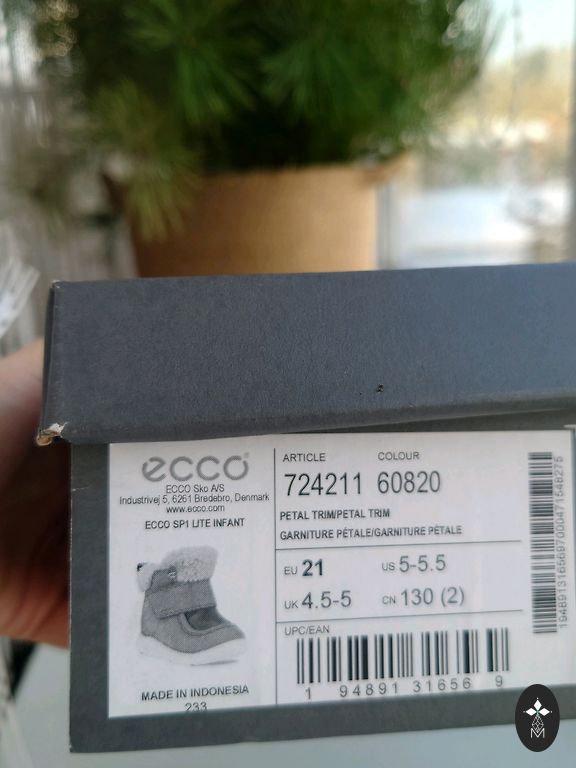 ecco
ECCO Sko A/S
Industrivej 5, 6261 Bredebro, Denmark
www.ecco.com
ECCO SP1 LITE INFANT
MADE IN INDONESIA
233
ARTICLE COLOUR
724211 60820
PETAL TRIM/PETAL TRIM
GARNITURE PÉTALE/GARNITURE PÉTALE
EU 21 US 5-5.5
UK 4.5-5 CN 130 (2)
UPC/EAN
1 94891 31656 9